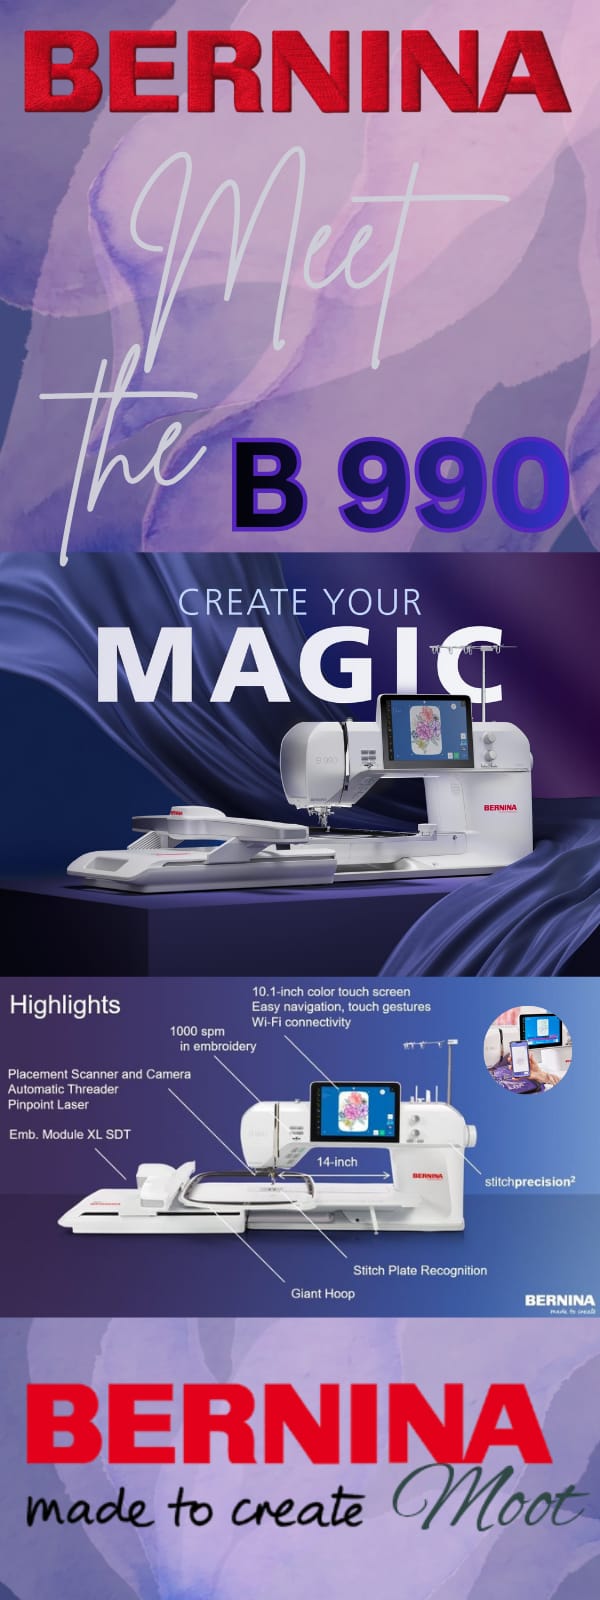 BERNINA
Meet
the
B 990
CREATE YOUR
MAGIC
BERNINA
B 990
BERNINA
Highlights
10.1-inch color touch screen
Easy navigation, touch gestures
Wi-Fi connectivity
1000 spm
in embroidery
Placement Scanner and Camera
Automatic Threader
Pinpoint Laser
Emb. Module XL SDT
14-inch
BERNINA
stitchprecision²
Stitch Plate Recognition
Giant Hoop
BERNINA
made to create
BERNINA
made to create Moot